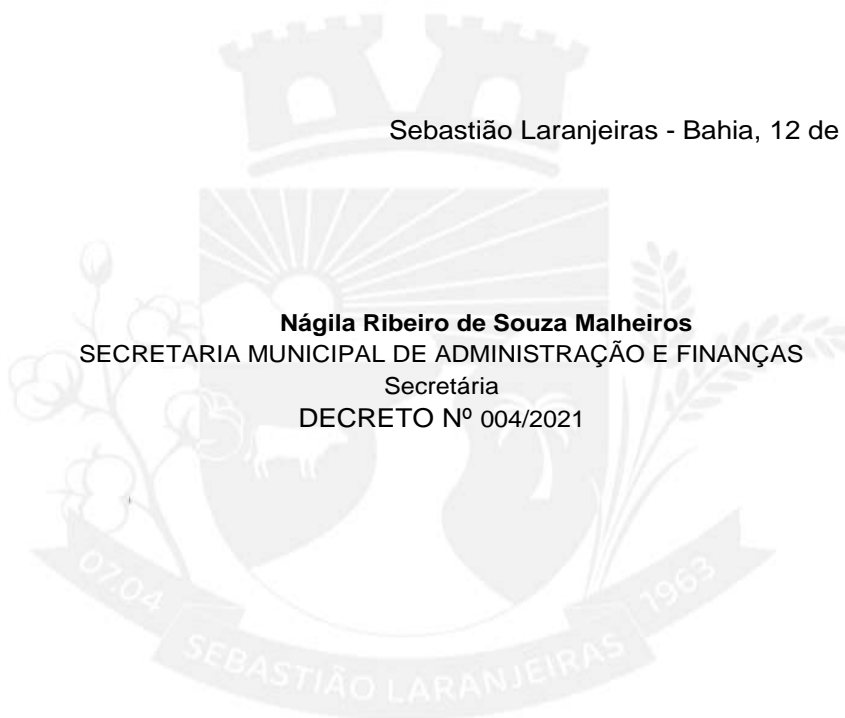 Sebastião Laranjeiras - Bahia, 12 de
Nágila Ribeiro de Souza Malheiros
SECRETARIA MUNICIPAL DE ADMINISTRAÇÃO E FINANÇAS
Secretária
DECRETO Nº 004/2021
07.04
SEBASTIÃO LARANJEIRAS
1963